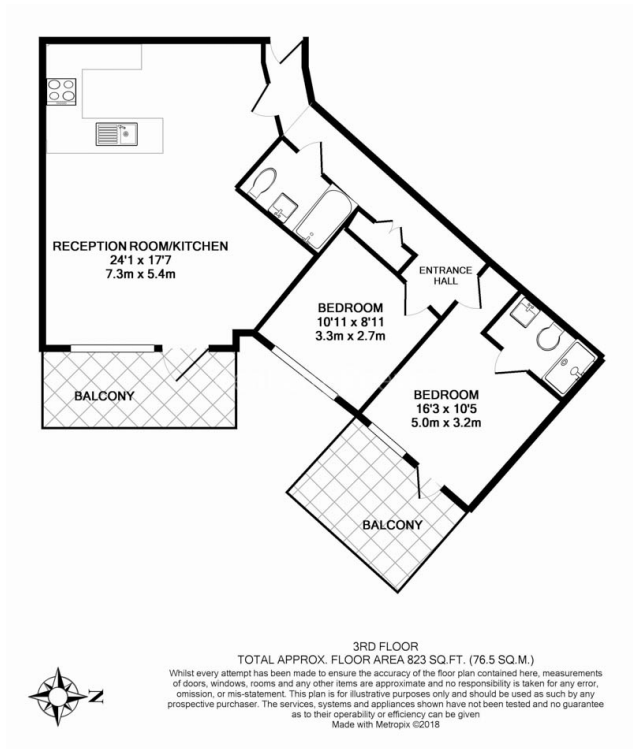 RECEPTION ROOM/KITCHEN
24'1 x 17'7
7.3m x 5.4m
ENTRANCE
HALL
BEDROOM
10'11 x 8'11
3.3m x 2.7m
BEDROOM
16'3 x 10'5
5.0m x 3.2m
BALCONY
BALCONY
3RD FLOOR
TOTAL APPROX. FLOOR AREA 823 SQ.FT. (76.5 SQ.M.)
Whilst every attempt has been made to ensure the accuracy of the floor plan contained here, measurements
of doors, windows, rooms and any other items are approximate and no responsibility is taken for any error,
omission, or mis-statement. This plan is for illustrative purposes only and should be used as such by any
prospective purchaser. The services, systems and appliances shown have not been tested and no guarantee
as to their operability or efficiency can be given
Made with Metropix ©2018
N